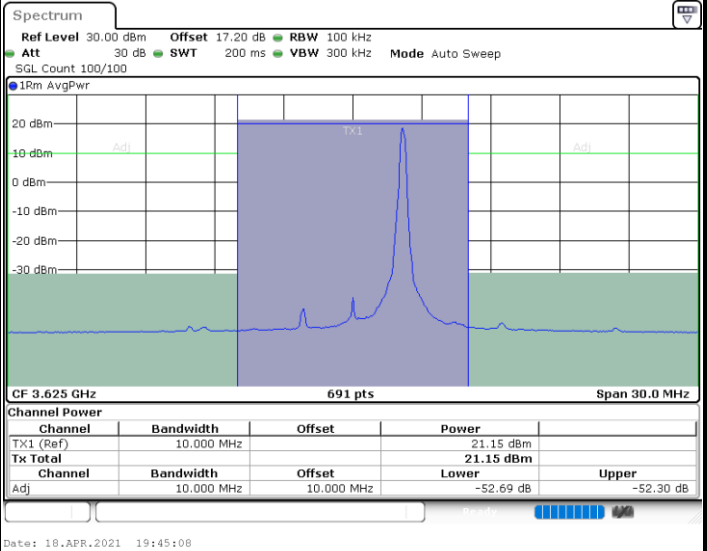 Spectrum
Ref Level 30.00 dBm Offset 17.20 dB RBW 100 kHz
Att 30 dB SWT 200 ms VBW 300 kHz Mode Auto Sweep
SGL Count 100/100
1Rm AvgPwr
TX1
20 dBm
Adj Adj
10 dBm
0 dBm
-10 dBm
-20 dBm
-30 dBm
CF 3.625 GHz 691 pts Span 30.0 MHz
Channel Power
Channel Bandwidth Offset Power
TX1 (Ref) 10.000 MHz 21.15 dBm
Tx Total 21.15 dBm
Channel Bandwidth Offset Lower Upper
Adj 10.000 MHz 10.000 MHz -52.69 dB -52.30 dB
Ready
Date: 18.APR.2021 19:45:08